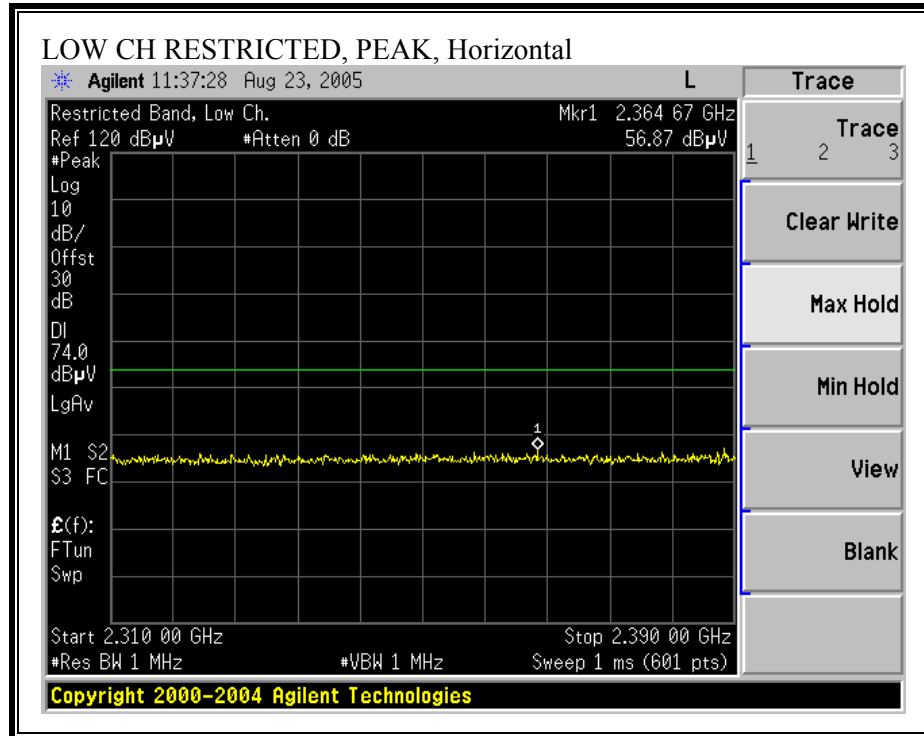 LOW CH RESTRICTED, PEAK, Horizontal
Agilent 11:37:28 Aug 23, 2005 L
Trace
Restricted Band, Low Ch. Mkr1 2.364 67 GHz
Ref 120 dBµV #Atten 0 dB 56.87 dBµV
#Peak
Log
10
dB/
Offst
30
dB
DI
74.0
dBµV
LgAv
1
M1 S2
S3 FC
£(f):
FTun
Swp
Start 2.310 00 GHz Stop 2.390 00 GHz
#Res BW 1 MHz #VBW 1 MHz Sweep 1 ms (601 pts)
Trace
1 2 3
Clear Write
Max Hold
Min Hold
View
Blank
Copyright 2000-2004 Agilent Technologies